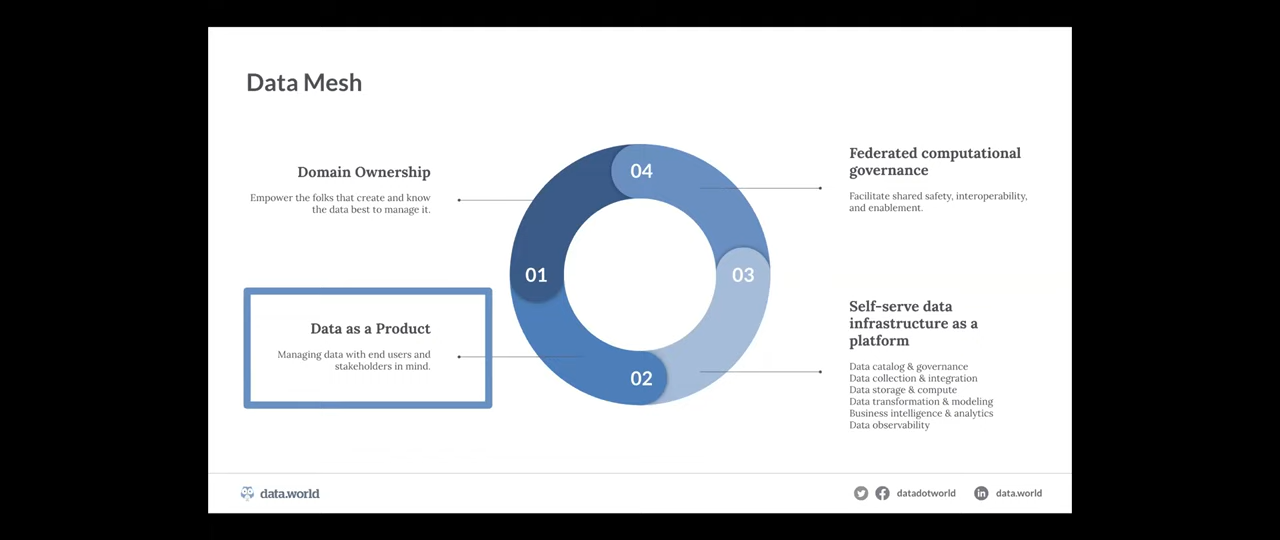 Data Mesh
Domain Ownership
Empower the folks that create and know
the data best to manage it.
Data as a Product
Managing data with end users and
stakeholders in mind.
04
01
03
02
Federated computational
governance
Facilitate shared safety, interoperability,
and enablement.
Self-serve data
infrastructure as a
platform
Data catalog & governance
Data collection & integration
Data storage & compute
Data transformation & modeling
Business intelligence & analytics
Data observability
data.world
datadotworld
in
data.world